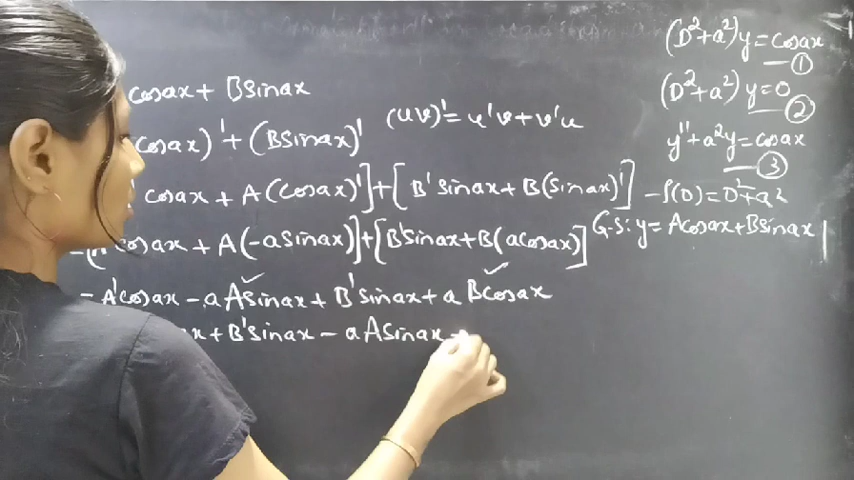 cosax + Bsinax
cosax)' + (Bsinax)'
(uv)' = u'v + v'u
cosax + A(cosax)'] + [B'sinax + B(sinax)']
cosax + A(-asinax)] + [B'sinax + B(acosax)]
- A'cosax - aAsinax + B'sinax + aBcosax
x + B'sinax - aAsinax
(D²+a²)y = cosax
— ①
(D²+a²)y = 0
— ②
y'' + a²y = cosax
— ③
- f(D) = D²+a²
G.S: y = Acosax + Bsinax